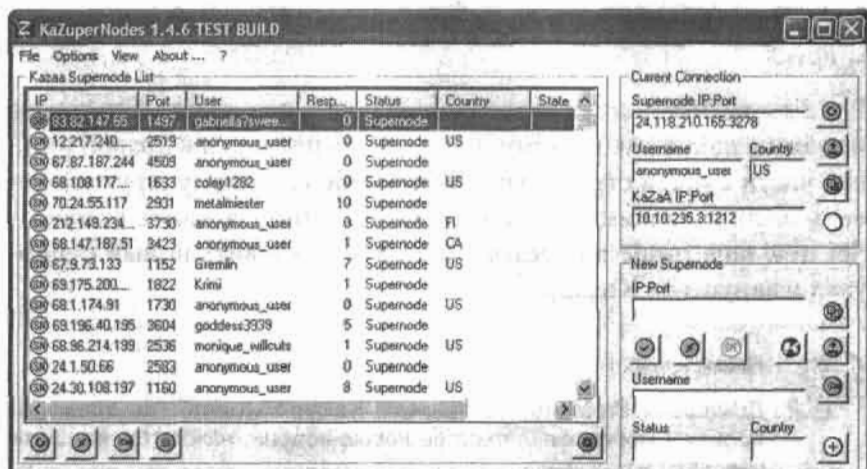 KaZuperNodes 1.4.6 TEST BUILD
File Options View About ... ?
Kazaa Supernode List
IP Port User Resp... Status Country State
83.82.147.65 1497 gabriella?swee... 0 Supernode
12.217.240.... 2519 anonymous_user 0 Supernode US
67.87.187.244 4509 anonymous_user 0 Supernode
68.108.177.... 1633 coley1282 0 Supernode US
70.24.55.117 2931 metalmiester 10 Supernode
212.149.234... 3730 anonymous_user 0 Supernode FI
68.147.187.51 3423 anonymous_user 1 Supernode CA
67.9.73.133 1152 Gremlin 7 Supernode US
69.175.200.... 1822 Krimi 1 Supernode
68.1.174.91 1730 anonymous_user 0 Supernode US
69.196.40.195 3604 goddess3939 5 Supernode
68.96.214.199 2536 monique_willcuts 1 Supernode US
24.1.50.66 2583 anonymous_user 0 Supernode
24.30.108.197 1160 anonymous_user 8 Supernode US
Current Connection
Supernode IP:Port
24.118.210.165:3278
Username Country
anonymous_user US
KaZaA IP:Port
10.10.235.3:1212
New Supernode
IP:Port
Username
Status Country